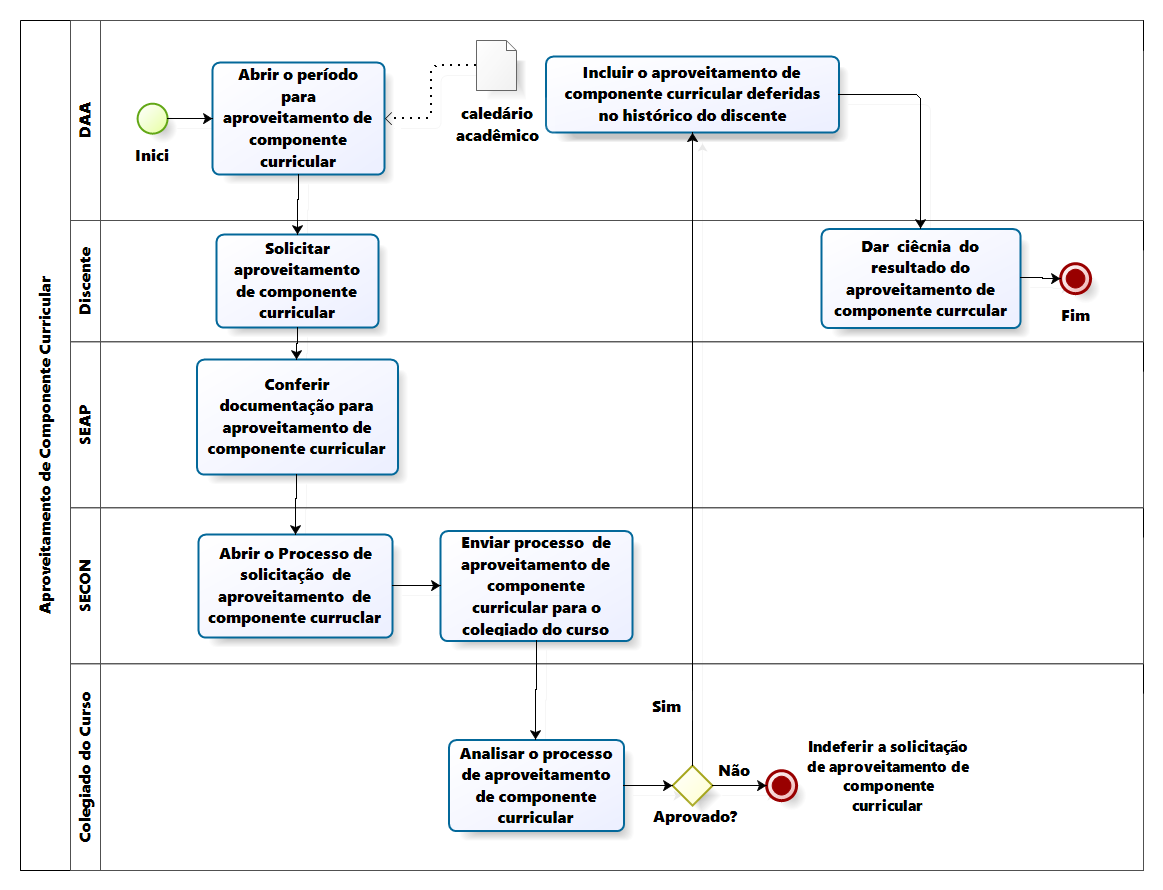 Aproveitamento de Componente Curricular
DAA
Inici
Abrir o período
para
aproveitamento de
componente
curricular
caledário
acadêmico
Incluir o aproveitamento de
componente curricular deferidas
no histórico do discente
Discente
Solicitar
aproveitamento
de componente
curricular
Dar ciêcnia do
resultado do
aproveitamento de
componente currcular
Fim
SEAP
Conferir
documentação para
aproveitamento de
componente curricular
SECON
Abrir o Processo de
solicitação de
aproveitamento de
componente curruclar
Enviar processo de
aproveitamento de
componente
curricular para o
colegiado do curso
Colegiado do Curso
Analisar o processo
de aproveitamento
de componente
curricular
Sim
Aprovado?
Não
Indeferir a solicitação
de aproveitamento de
componente
curricular